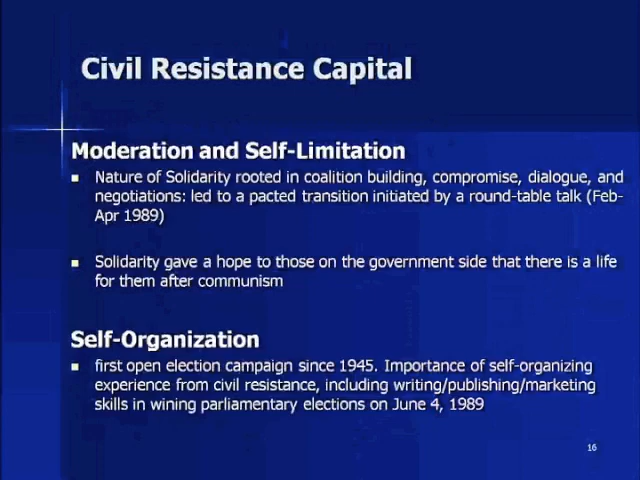 Civil Resistance Capital
Moderation and Self-Limitation
Nature of Solidarity rooted in coalition building, compromise, dialogue, and
negotiations: led to a pacted transition initiated by a round-table talk (Feb-
Apr 1989)
Solidarity gave a hope to those on the government side that there is a life
for them after communism
Self-Organization
first open election campaign since 1945. Importance of self-organizing
experience from civil resistance, including writing/publishing/marketing
skills in wining parliamentary elections on June 4, 1989
16